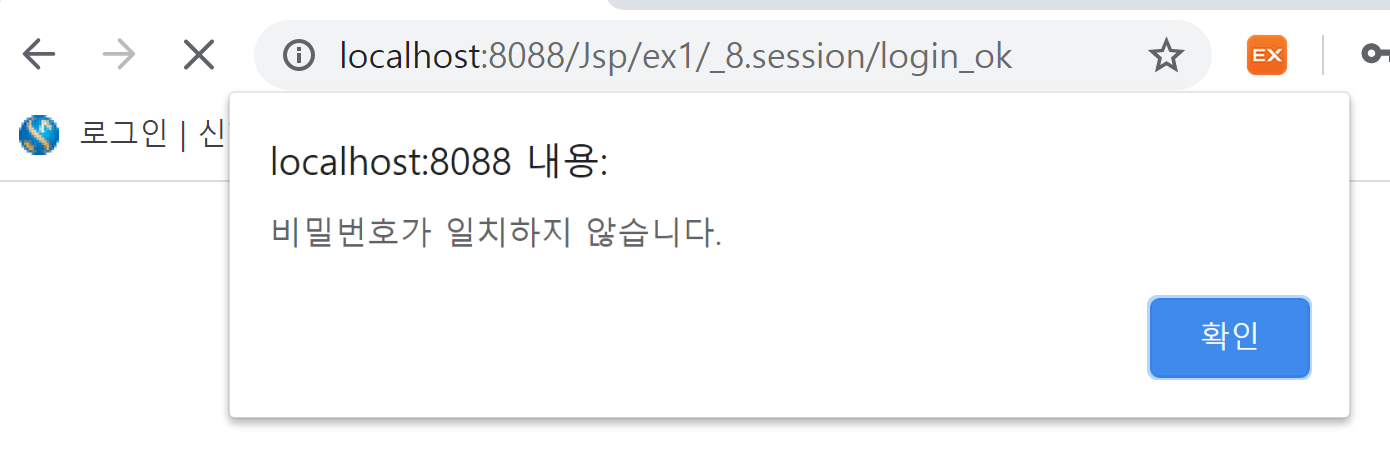 localhost:8088/Jsp/ex1/_8.session/login_ok
EX
로그인 | 신
localhost:8088 내용:
비밀번호가 일치하지 않습니다.
확인